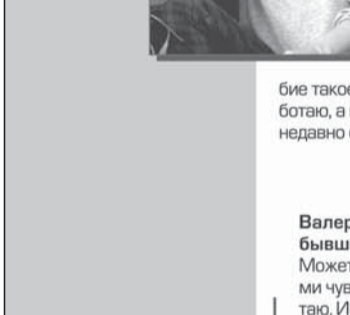 бие такое
ботаю, а
недавно
Валер
бывш
Может
ми чув
таю. И